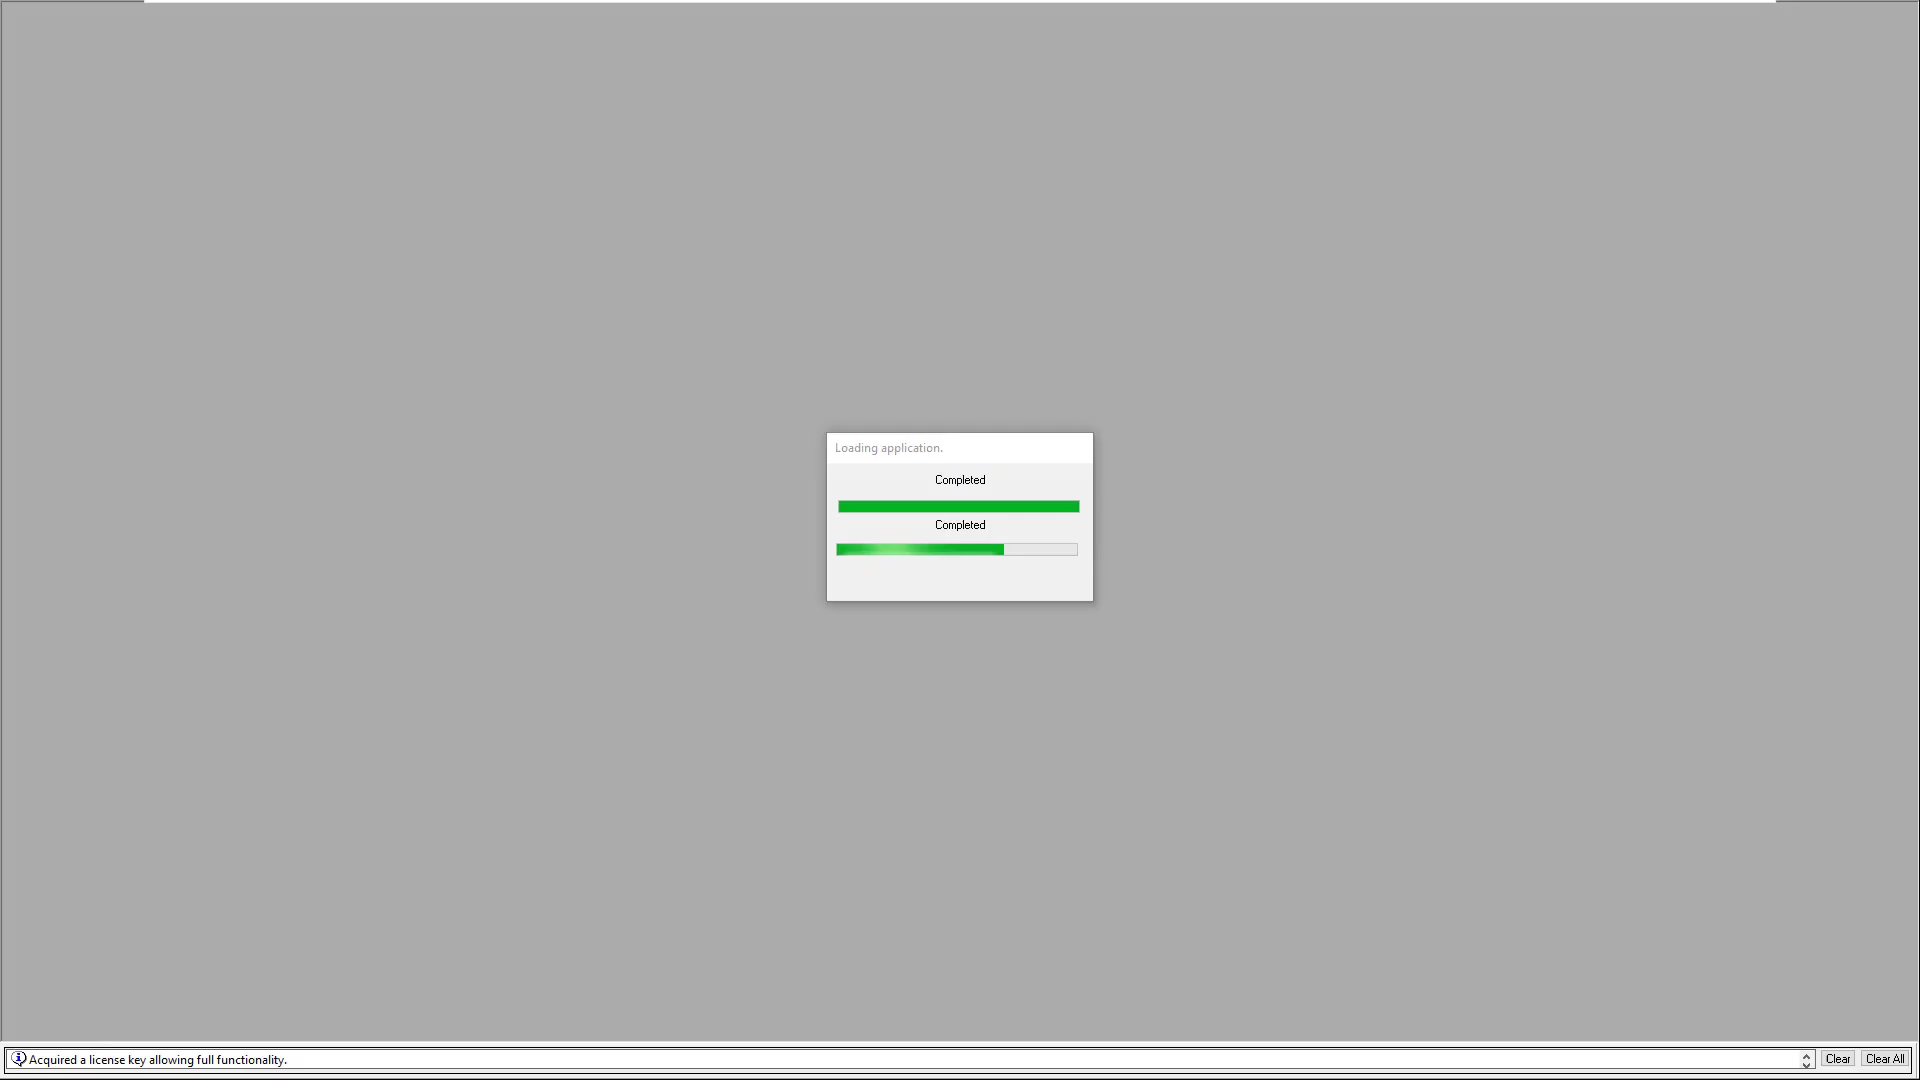 Loading application.
Completed
Completed
Acquired a license key allowing full functionality.
Clear
Clear All